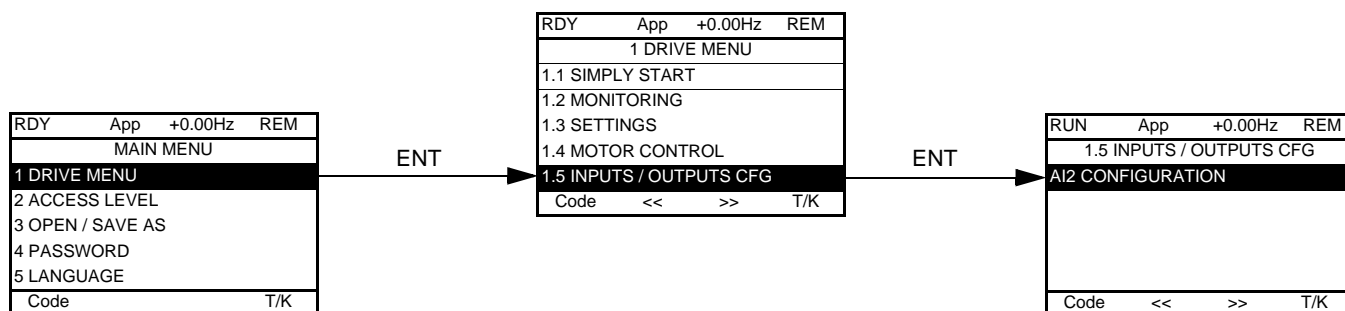 RDY App +0.00Hz REM
MAIN MENU
1 DRIVE MENU
2 ACCESS LEVEL
3 OPEN / SAVE AS
4 PASSWORD
5 LANGUAGE
Code T/K
ENT
RDY App +0.00Hz REM
1 DRIVE MENU
1.1 SIMPLY START
1.2 MONITORING
1.3 SETTINGS
1.4 MOTOR CONTROL
1.5 INPUTS / OUTPUTS CFG
Code << >> T/K
ENT
RUN App +0.00Hz REM
1.5 INPUTS / OUTPUTS CFG
AI2 CONFIGURATION
Code << >> T/K